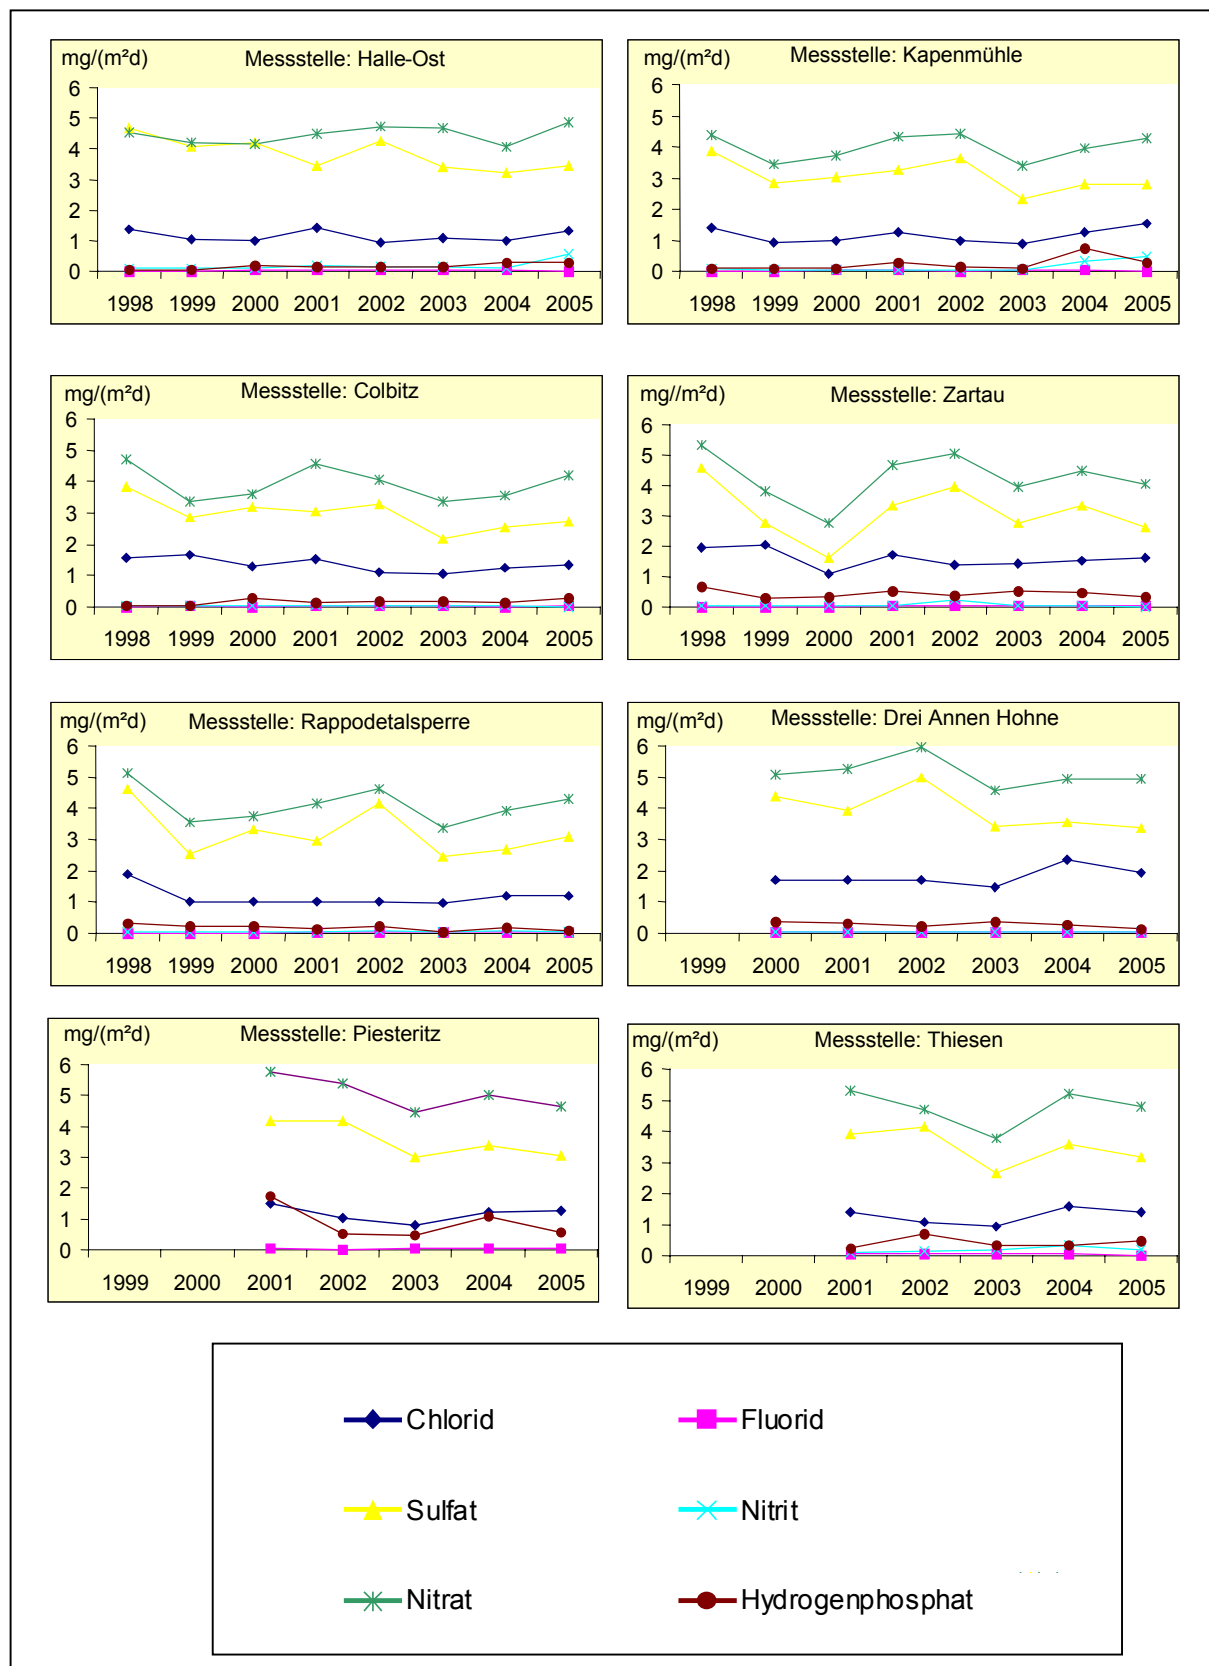 mg/(m²d) Messstelle: Halle-Ost
6
5
4
3
2
1
0
1998 1999 2000 2001 2002 2003 2004 2005
mg/(m²d) Messstelle: Kapenmühle
6
5
4
3
2
1
0
1998 1999 2000 2001 2002 2003 2004 2005
mg/(m²d) Messstelle: Colbitz
6
5
4
3
2
1
0
1998 1999 2000 2001 2002 2003 2004 2005
mg//m²d) Messstelle: Zartau
6
5
4
3
2
1
0
1998 1999 2000 2001 2002 2003 2004 2005
mg/(m²d) Messstelle: Rappodetalsperre
6
5
4
3
2
1
0
1998 1999 2000 2001 2002 2003 2004 2005
mg/(m²d) Messstelle: Drei Annen Hohne
6
5
4
3
2
1
0
1999 2000 2001 2002 2003 2004 2005
mg/(m²d) Messstelle: Piesteritz
6
5
4
3
2
1
0
1999 2000 2001 2002 2003 2004 2005
mg/(m²d) Messstelle: Thiesen
6
5
4
3
2
1
0
1999 2000 2001 2002 2003 2004 2005
Chlorid Fluorid
Sulfat Nitrit
Nitrat Hydrogenphosphat